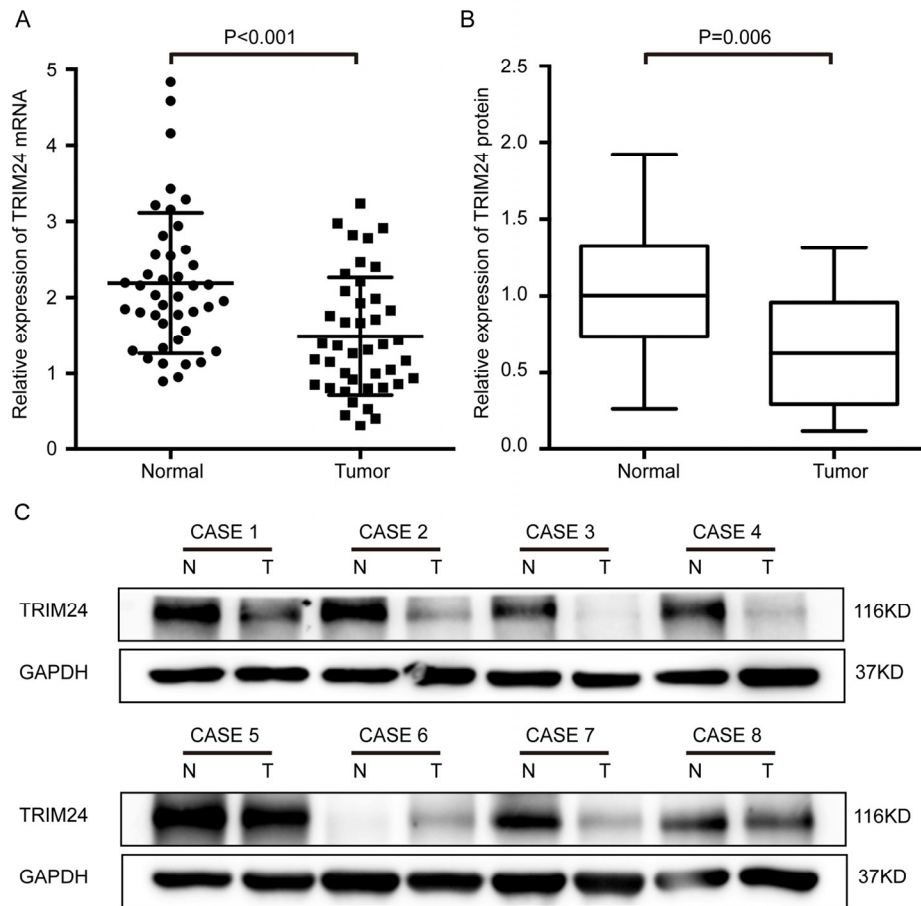 A
P<0.001
Relative expression of TRIM24 mRNA
5
4
3
2
1
0
Normal Tumor
B
P=0.006
Relative expression of TRIM24 protein
2.5
2.0
1.5
1.0
0.5
0.0
Normal Tumor
C
CASE 1 CASE 2 CASE 3 CASE 4
N T N T N T N T
TRIM24 116KD
GAPDH 37KD
CASE 5 CASE 6 CASE 7 CASE 8
N T N T N T N T
TRIM24 116KD
GAPDH 37KD